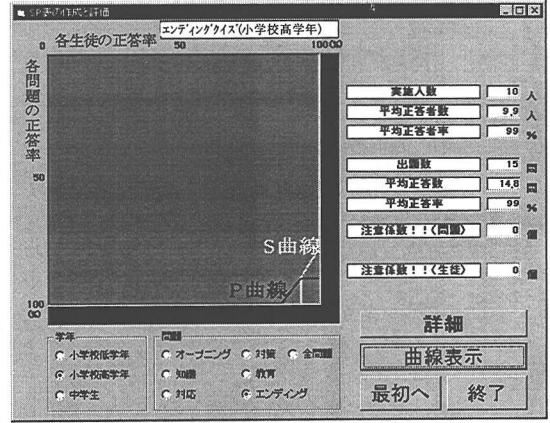 SP表の作成と評価
エンディングクイズ(小学校高学年)
各生徒の正答率
0 50 100(%)
各問題の正答率
50
100
(%)
S曲線
P曲線
実施人数 10 人
平均正答者数 9.9 人
平均正答者率 99 %
出題数 15 問
平均正答数 14.8 問
平均正答率 99 %
注意係数!!(問題) 0 個
注意係数!!(生徒) 0 個
詳細
曲線表示
最初へ 終了
学年
小学校低学年
小学校高学年
中学生
問題
オープニング 対策 全問題
知識 教育
対応 エンディング